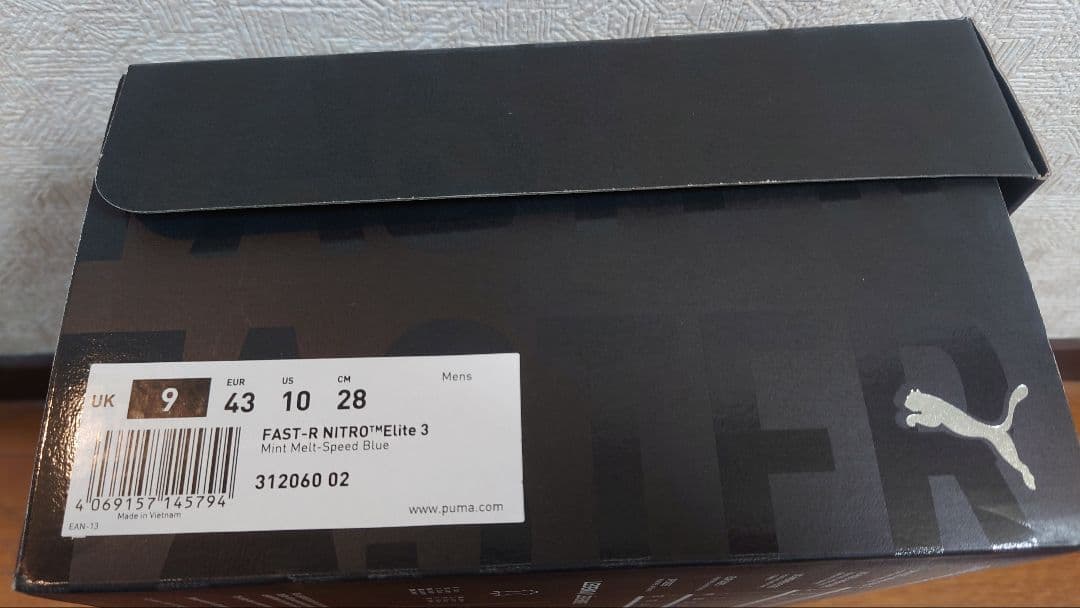 FASTFR
UK 9 EUR 43 US 10 CM 28 Mens
FAST-R NITRO™Elite 3
Mint Melt-Speed Blue
312060 02
4 069157 145794
Made in Vietnam
EAN-13
www.puma.com